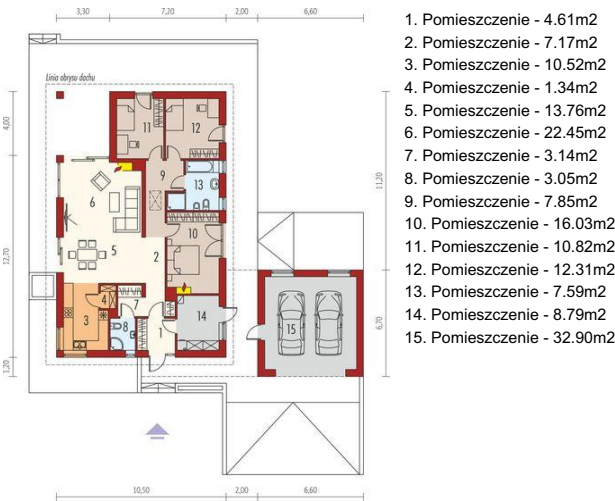 3,30 7,20 2,00 6,60
Linia obrysu dachu
4,00
12,70
1,20
11,20
6,70
11 12
9
13
6
10
5 2
4
7
3
8
14
1
15
10,50 2,00 6,60
1. Pomieszczenie - 4.61m2
2. Pomieszczenie - 7.17m2
3. Pomieszczenie - 10.52m2
4. Pomieszczenie - 1.34m2
5. Pomieszczenie - 13.76m2
6. Pomieszczenie - 22.45m2
7. Pomieszczenie - 3.14m2
8. Pomieszczenie - 3.05m2
9. Pomieszczenie - 7.85m2
10. Pomieszczenie - 16.03m2
11. Pomieszczenie - 10.82m2
12. Pomieszczenie - 12.31m2
13. Pomieszczenie - 7.59m2
14. Pomieszczenie - 8.79m2
15. Pomieszczenie - 32.90m2